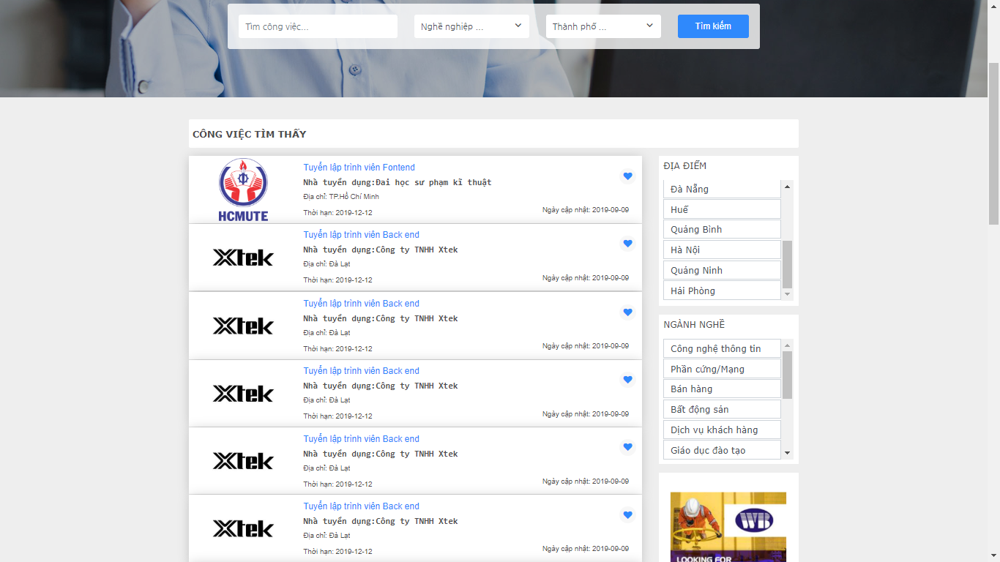 Tìm công việc...
Nghề nghiệp ...
Thành phố ...
Tìm kiếm
CÔNG VIỆC TÌM THẤY
HCMUTE
Tuyển lập trình viên Fontend
Nhà tuyển dụng:Đai học sư phạm kĩ thuật
Địa chỉ: TP.Hồ Chí Minh
Thời hạn: 2019-12-12
Ngày cập nhật: 2019-09-09
Xtek
Tuyển lập trình viên Back end
Nhà tuyển dụng:Công ty TNHH Xtek
Địa chỉ: Đà Lạt
Thời hạn: 2019-12-12
Ngày cập nhật: 2019-09-09
Xtek
Tuyển lập trình viên Back end
Nhà tuyển dụng:Công ty TNHH Xtek
Địa chỉ: Đà Lạt
Thời hạn: 2019-12-12
Ngày cập nhật: 2019-09-09
Xtek
Tuyển lập trình viên Back end
Nhà tuyển dụng:Công ty TNHH Xtek
Địa chỉ: Đà Lạt
Thời hạn: 2019-12-12
Ngày cập nhật: 2019-09-09
Xtek
Tuyển lập trình viên Back end
Nhà tuyển dụng:Công ty TNHH Xtek
Địa chỉ: Đà Lạt
Thời hạn: 2019-12-12
Ngày cập nhật: 2019-09-09
Xtek
Tuyển lập trình viên Back end
Nhà tuyển dụng:Công ty TNHH Xtek
Địa chỉ: Đà Lạt
Thời hạn: 2019-12-12
Ngày cập nhật: 2019-09-09
ĐỊA ĐIỂM
Đà Nẵng
Huế
Quảng Bình
Hà Nội
Quảng Ninh
Hải Phòng
NGÀNH NGHỀ
Công nghệ thông tin
Phần cứng/Mạng
Bán hàng
Bất động sản
Dịch vụ khách hàng
Giáo dục đào tạo
WB
LOOKING FOR